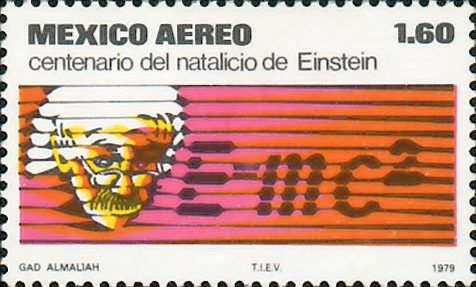 MEXICO AEREO 1.60
centenario del natalicio de Einstein
E=mc²
GAD ALMALIAH T.I.E.V. 1979